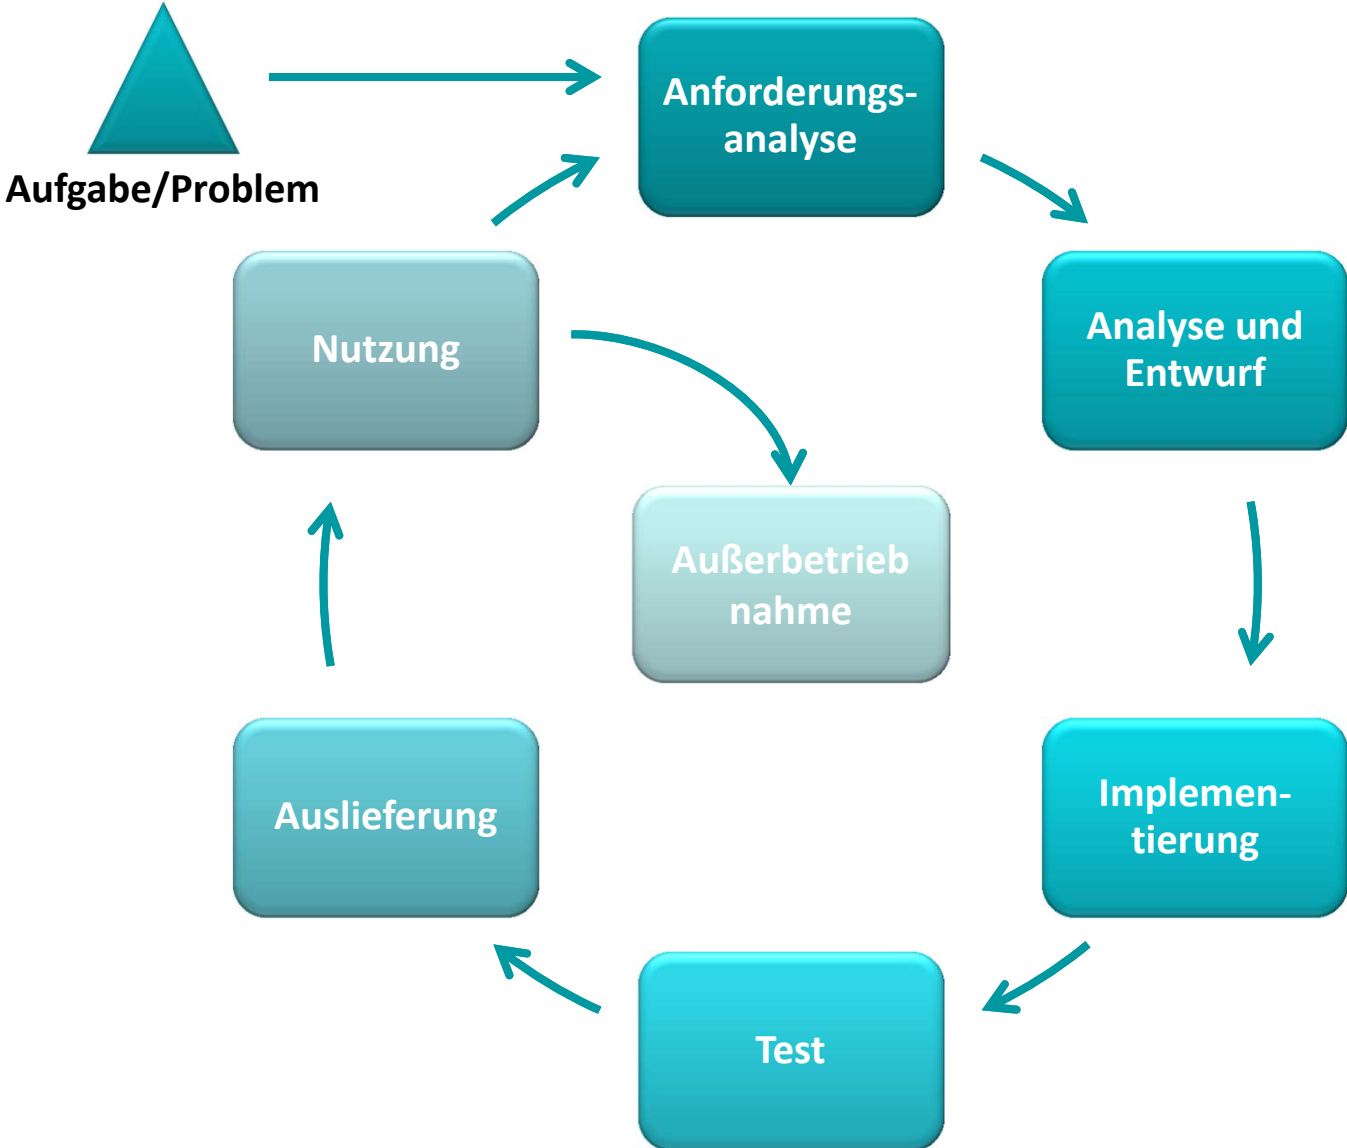 Aufgabe/Problem
Anforderungs-
analyse
Analyse und
Entwurf
Implemen-
tierung
Test
Auslieferung
Nutzung
Außerbetrieb
nahme